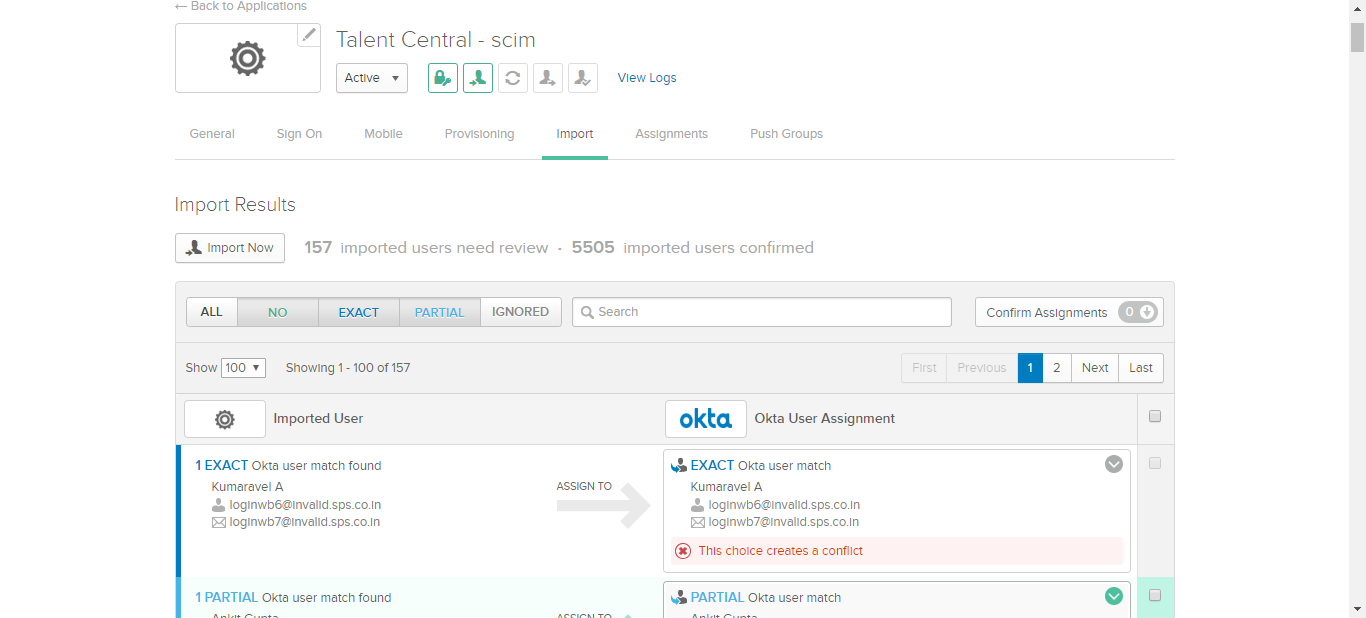 ← Back to Applications
Talent Central - scim
Active
View Logs
General Sign On Mobile Provisioning Import Assignments Push Groups
Import Results
Import Now 157 imported users need review · 5505 imported users confirmed
ALL NO EXACT PARTIAL IGNORED Search Confirm Assignments 0
Show 100 Showing 1 - 100 of 157 First Previous 1 2 Next Last
Imported User okta Okta User Assignment
1 EXACT Okta user match found EXACT Okta user match
Kumaravel A ASSIGN TO Kumaravel A
loginwb6@invalid.sps.co.in loginwb6@invalid.sps.co.in
loginwb7@invalid.sps.co.in loginwb7@invalid.sps.co.in
This choice creates a conflict
1 PARTIAL Okta user match found PARTIAL Okta user match
Ankit Gupta ASSIGN TO Ankit Gupta